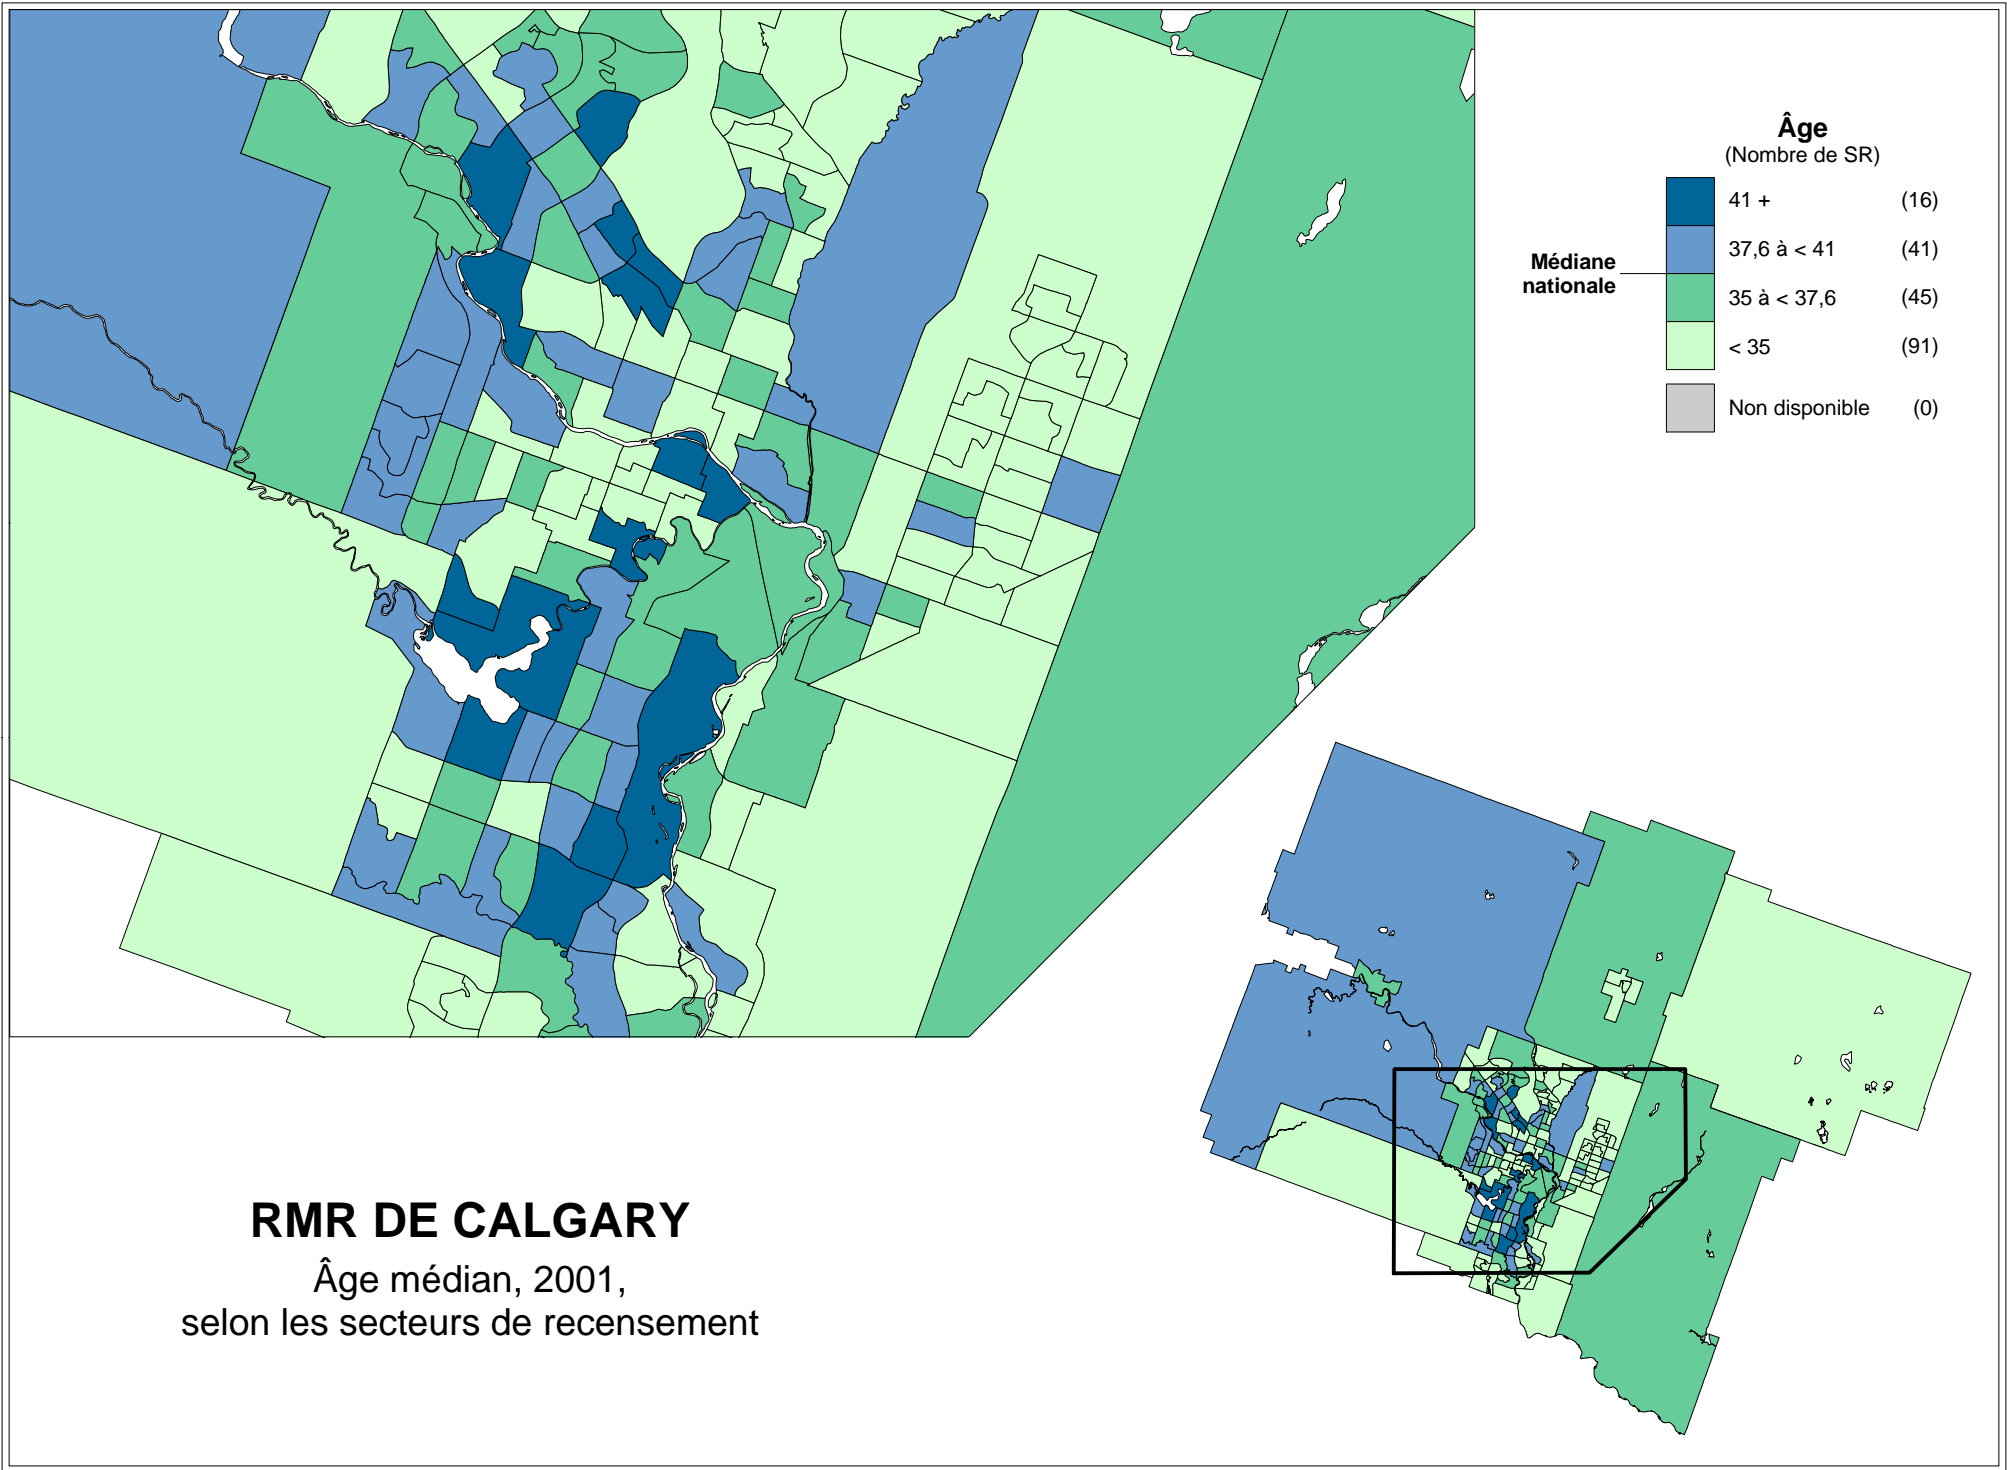 Âge
(Nombre de SR)
41 + (16)
37,6 à < 41 (41)
Médiane
nationale
35 à < 37,6 (45)
< 35 (91)
Non disponible (0)
RMR DE CALGARY
Âge médian, 2001,
selon les secteurs de recensement